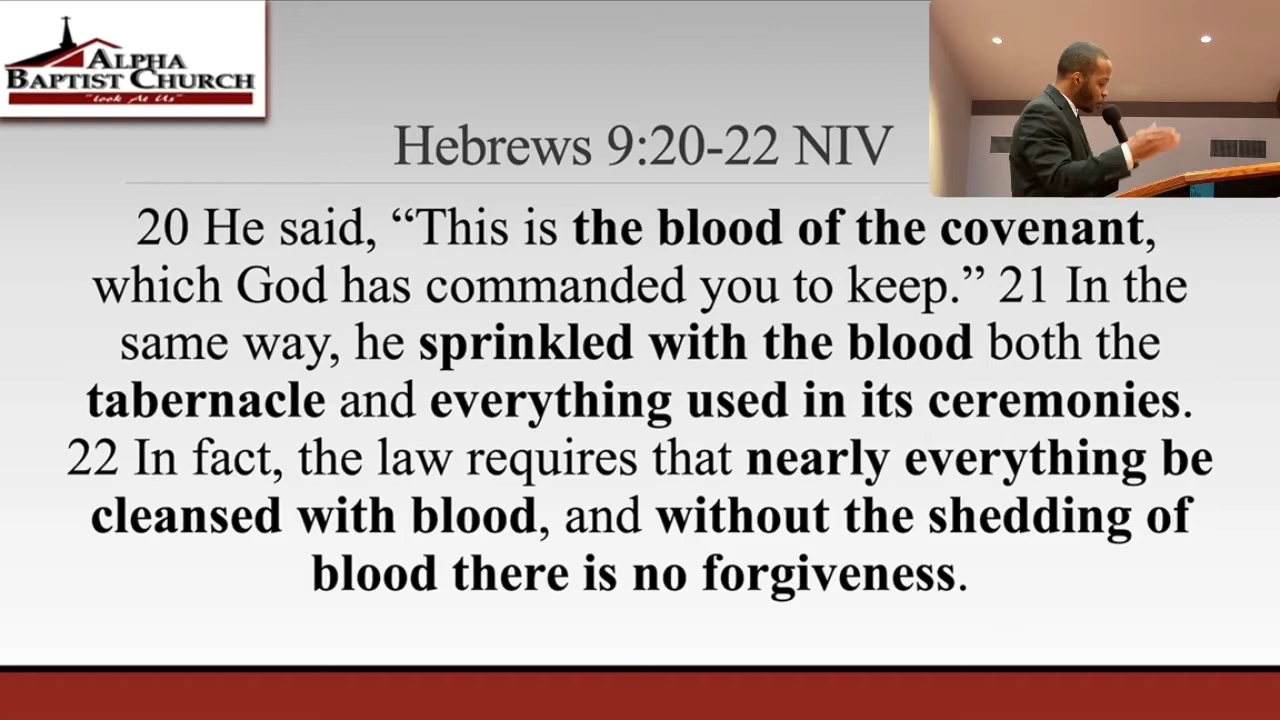 ALPHA
BAPTIST CHURCH
"Look At Us"
Hebrews 9:20-22 NIV
20 He said, “This is the blood of the covenant,
which God has commanded you to keep.” 21 In the
same way, he sprinkled with the blood both the
tabernacle and everything used in its ceremonies.
22 In fact, the law requires that nearly everything be
cleansed with blood, and without the shedding of
blood there is no forgiveness.